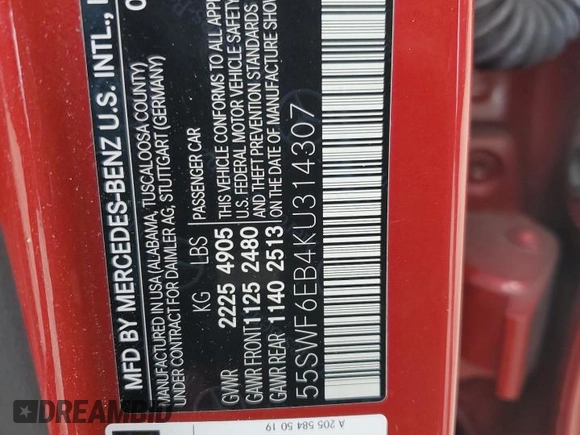 MFD BY MERCEDES-BENZ U.S. INTL.,
MANUFACTURED IN USA (ALABAMA, TUSCALOOSA COUNTY)
UNDER CONTRACT FOR DAIMLER AG, STUTTGART (GERMANY)
KG LBS PASSENGER CAR
GVWR 2225 4905 THIS VEHICLE CONFORMS TO ALL APP
GAWR FRONT 1125 2480 U.S. FEDERAL MOTOR VEHICLE SAFETY
AND THEFT PREVENTION STANDARDS IN
GAWR REAR 1140 2513 ON THE DATE OF MANUFACTURE SHOW
55SWF6EB4KU314307
A 205 584 50 19
DREAMBID